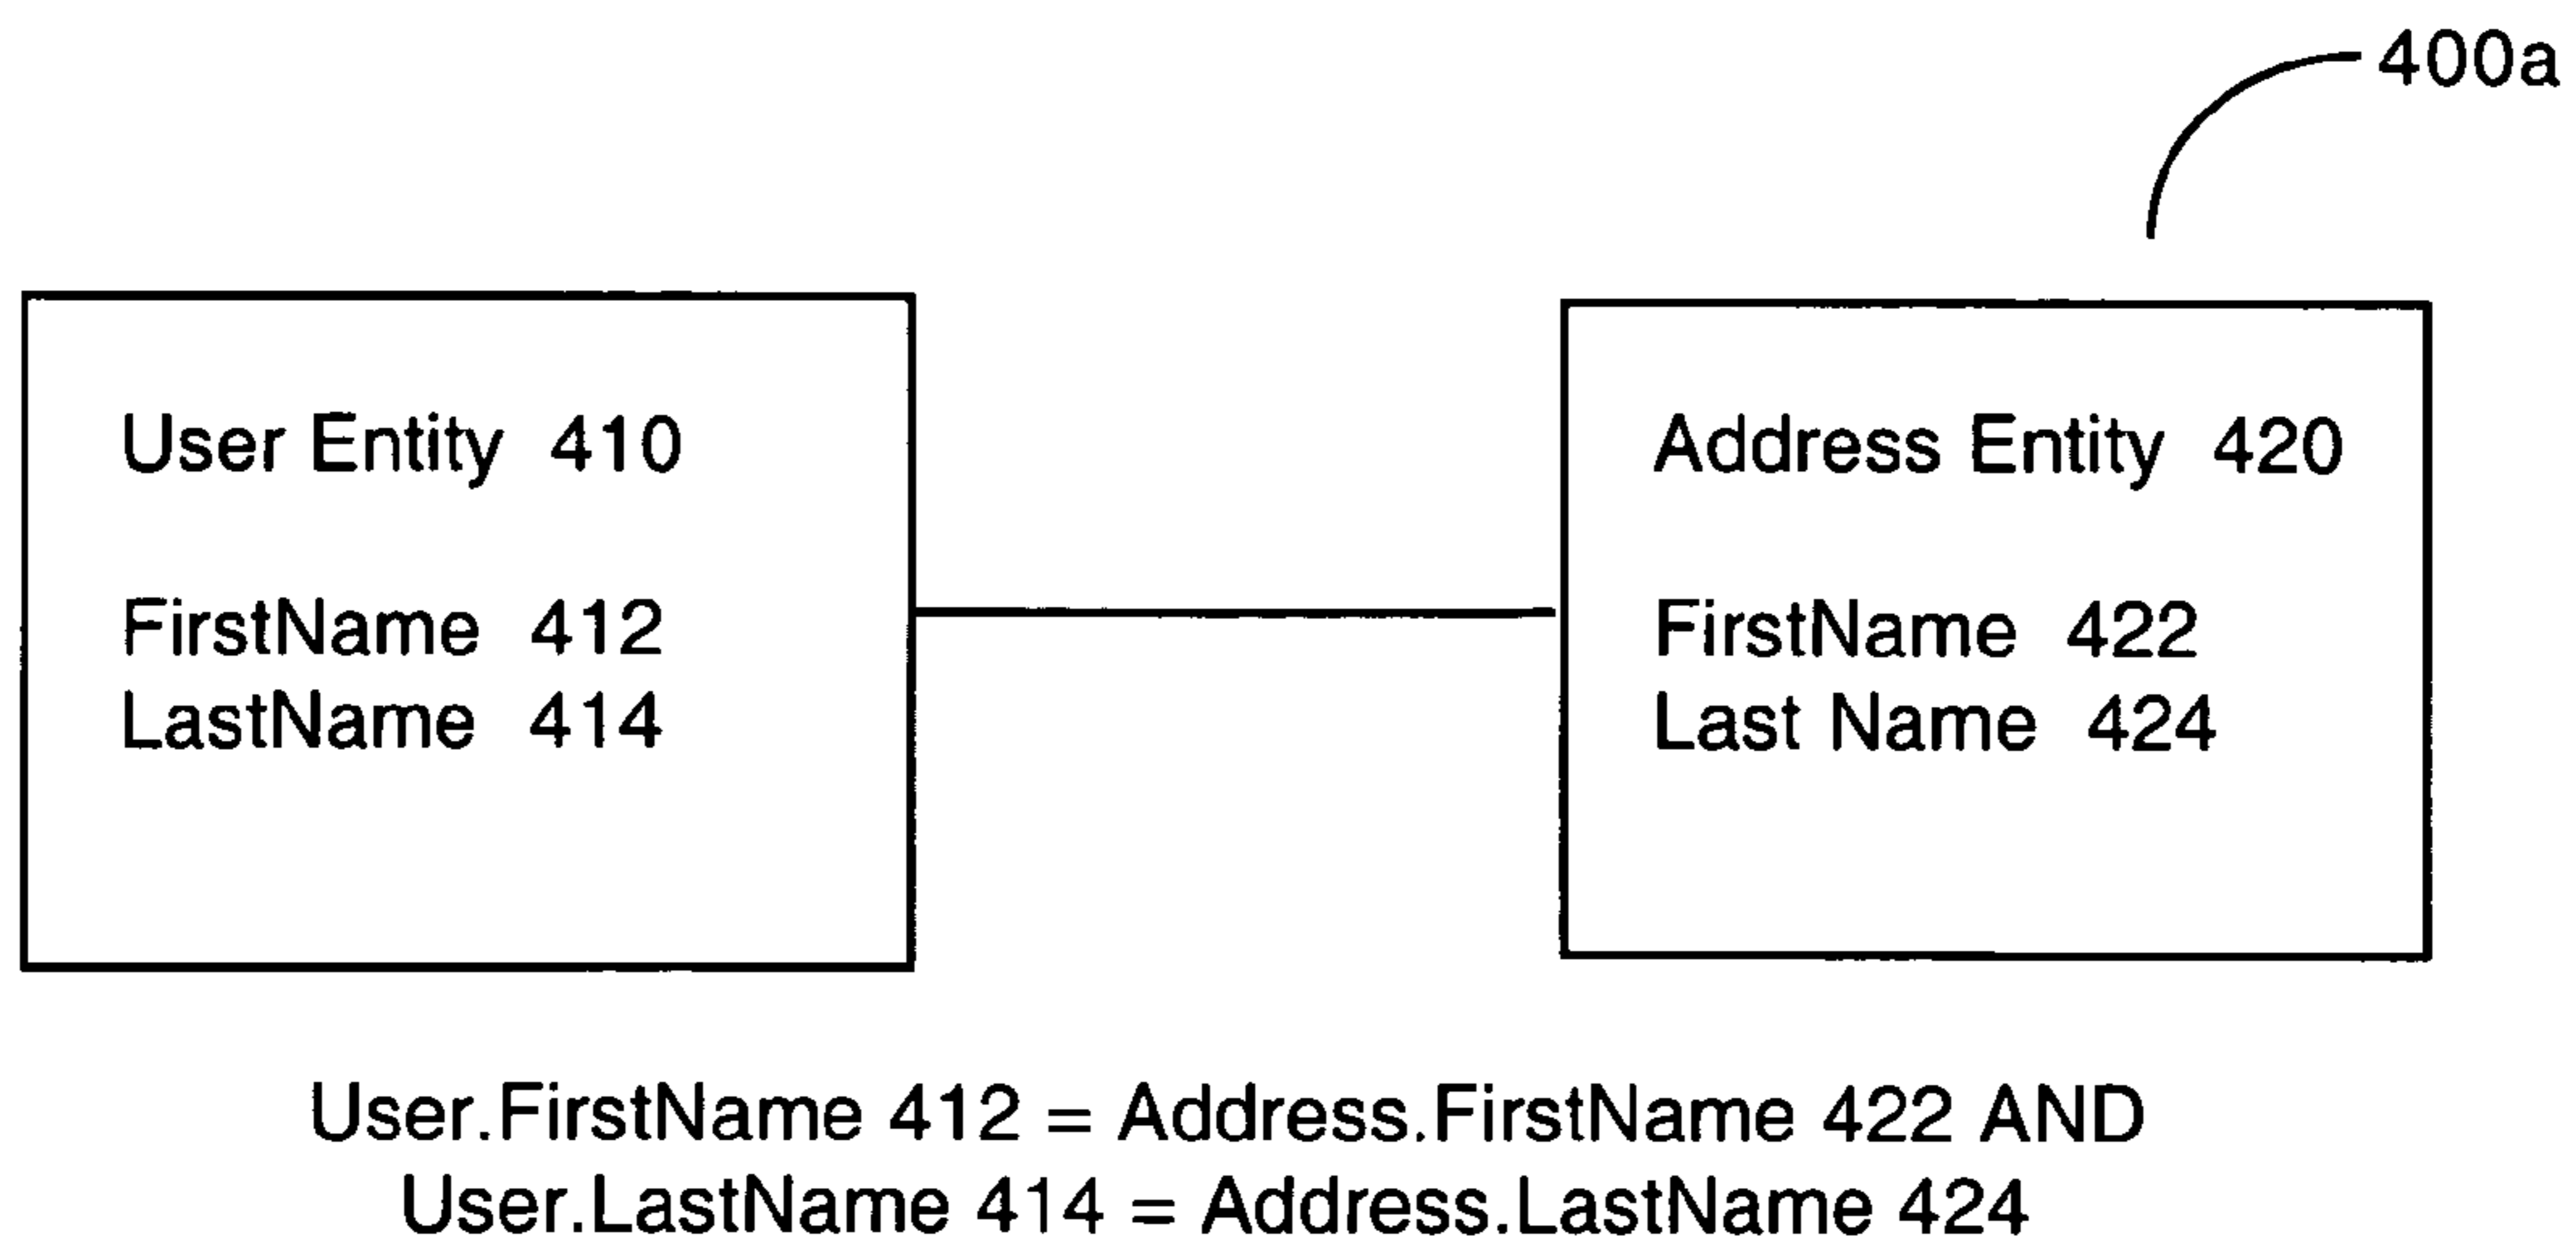 400a
User Entity 410
FirstName 412
LastName 414
Address Entity 420
FirstName 422
Last Name 424
User.FirstName 412 = Address.FirstName 422 AND
User.LastName 414 = Address.LastName 424